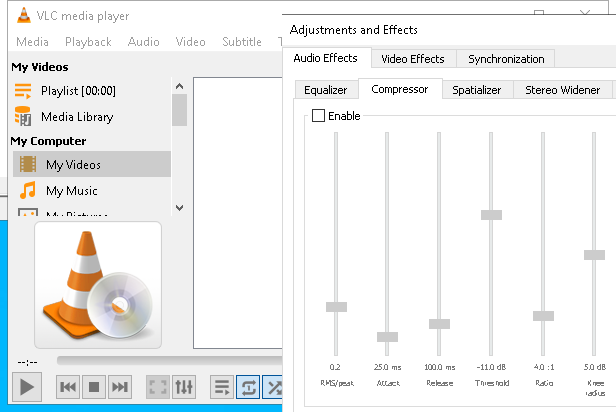 VLC media player
Media Playback Audio Video Subtitle T
My Videos
Playlist [00:00]
Media Library
My Computer
My Videos
My Music
My Pictures
--:--
Adjustments and Effects
Audio Effects Video Effects Synchronization
Equalizer Compressor Spatializer Stereo Widener
Enable
0.2 25.0 ms 100.0 ms -11.0 dB 4.0 :1 5.0 dB
RMS/peak Attack Release Threshold Ratio Knee
radius